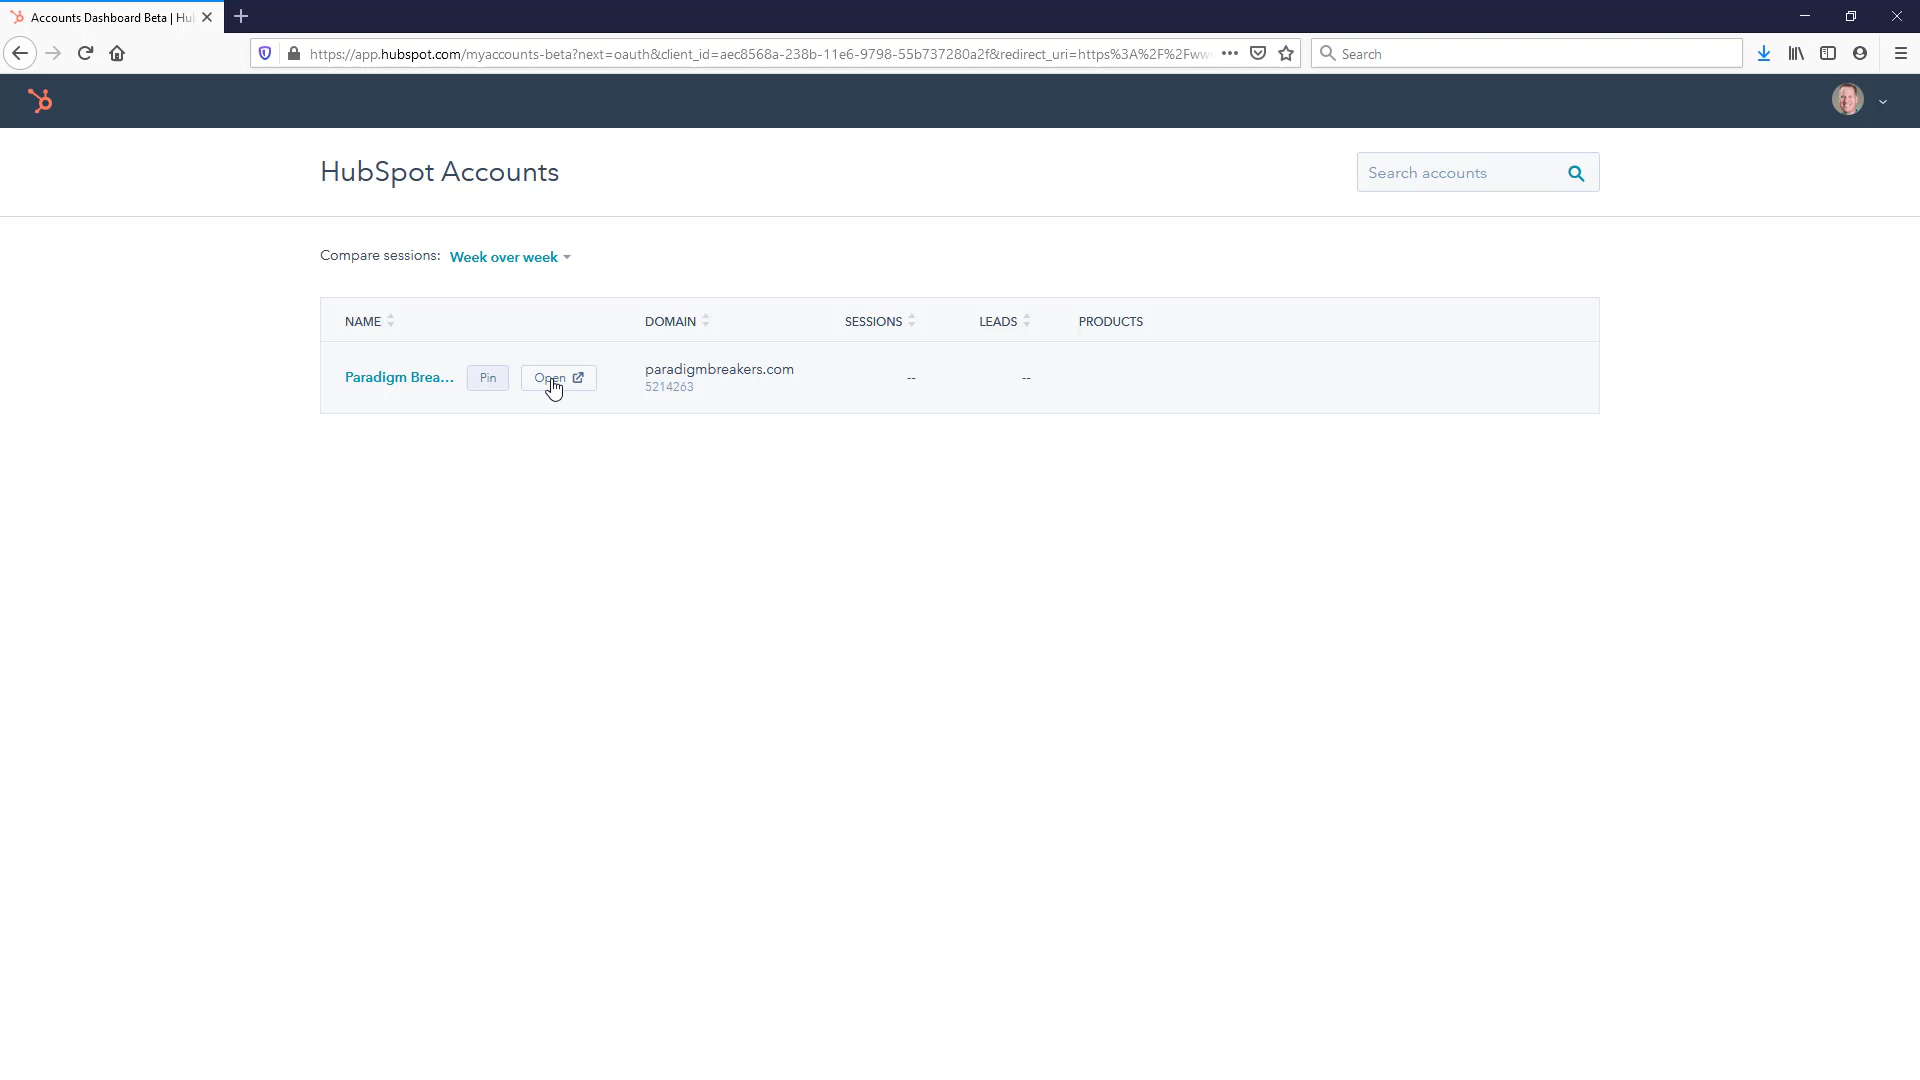 Accounts Dashboard Beta | Hu
https://app.hubspot.com/myaccounts-beta?next=oauth&client_id=aec8568a-238b-11e6-9798-55b737280a2f&redirect_uri=https%3A%2F%2Fww
Search
HubSpot Accounts
Search accounts
Compare sessions: Week over week
NAME DOMAIN SESSIONS LEADS PRODUCTS
Paradigm Brea... Pin Open paradigmbreakers.com -- --
5214263